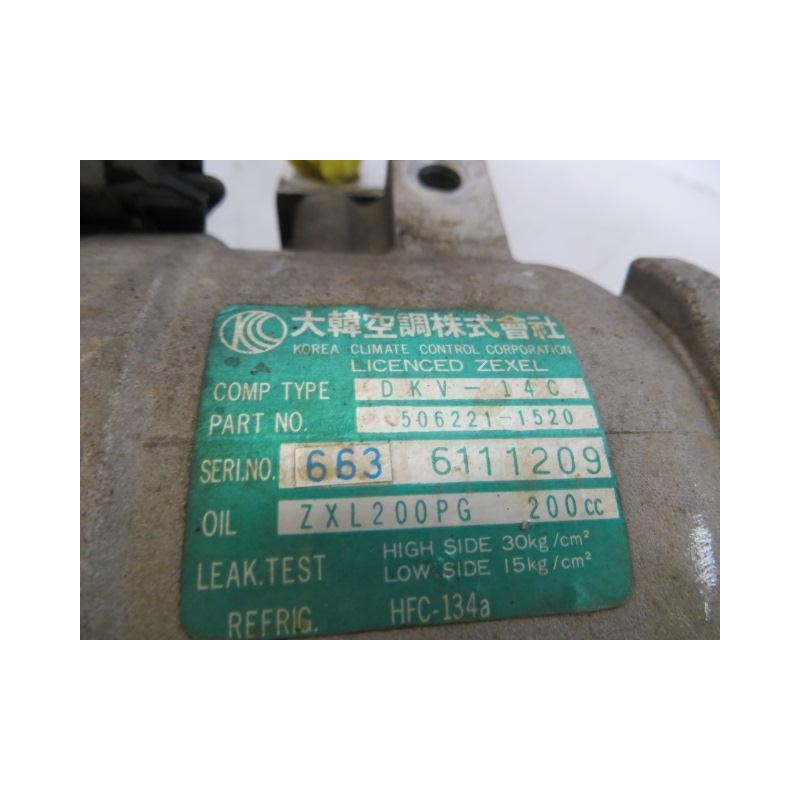 KCC 大韓空調株式會社
KOREA CLIMATE CONTROL CORPORATION
LICENCED ZEXEL
COMP TYPE DKV-14C
PART NO. 506221-1520
SERI.NO. 663 6111209
OIL ZXL200PG 200cc
LEAK.TEST HIGH SIDE 30kg/cm²
LOW SIDE 15kg/cm²
REFRIG. HFC-134a